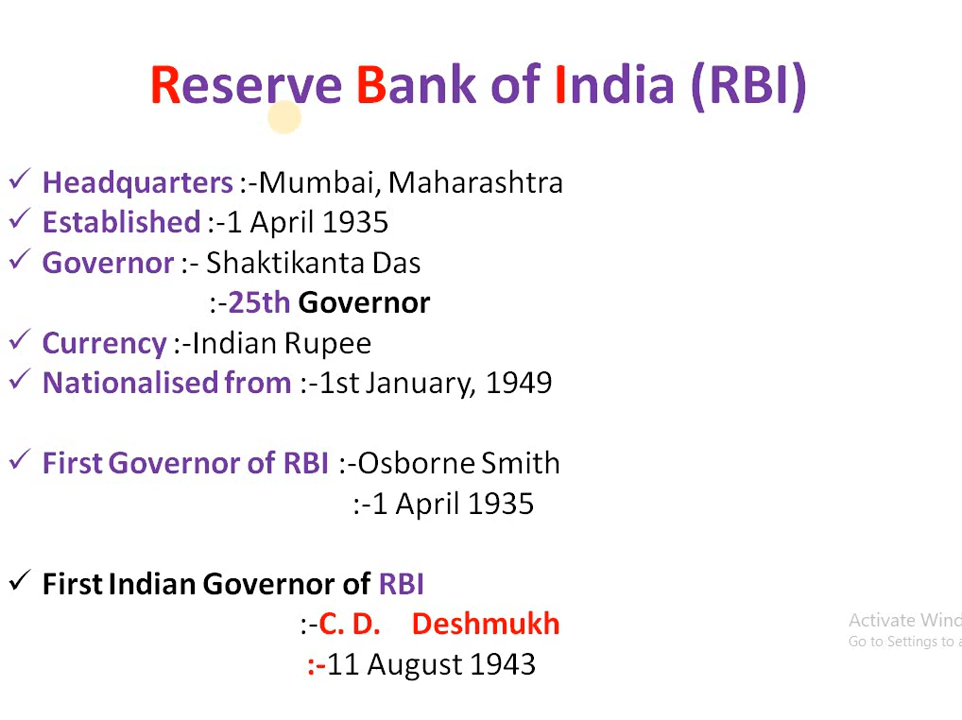 Reserve Bank of India (RBI)
✓ Headquarters :-Mumbai, Maharashtra
✓ Established :-1 April 1935
✓ Governor :- Shaktikanta Das
:-25th Governor
✓ Currency :-Indian Rupee
✓ Nationalised from :-1st January, 1949
✓ First Governor of RBI :-Osborne Smith
:-1 April 1935
✓ First Indian Governor of RBI
:-C. D. Deshmukh
:-11 August 1943
Activate Wind
Go to Settings to a